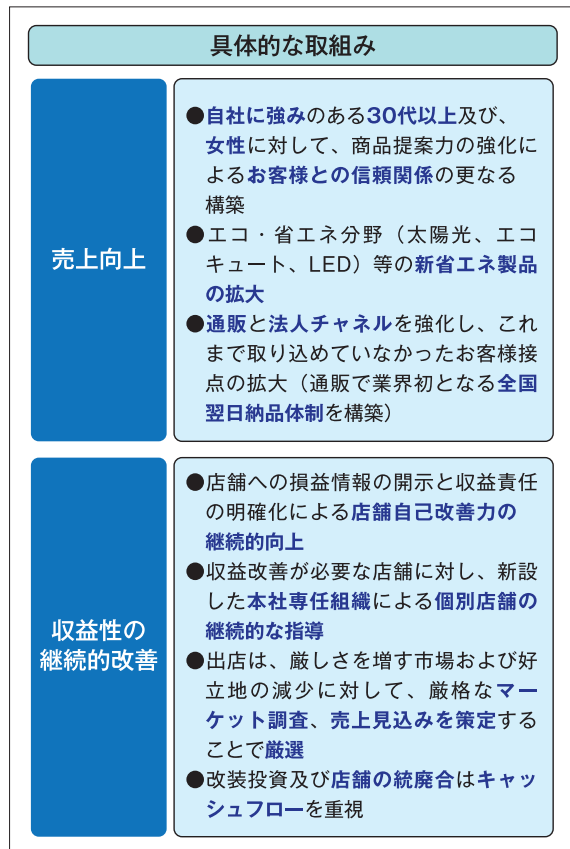 具体的な取組み
売上向上
●自社に強みのある30代以上及び、
女性に対して、商品提案力の強化に
よるお客様との信頼関係の更なる
構築
●エコ・省エネ分野（太陽光、エコ
キュート、LED）等の新省エネ製品
の拡大
●通販と法人チャネルを強化し、これ
まで取り込めていなかったお客様接
点の拡大（通販で業界初となる全国
翌日納品体制を構築）
収益性の
継続的改善
●店舗への損益情報の開示と収益責任
の明確化による店舗自己改善力の
継続的向上
●収益改善が必要な店舗に対し、新設
した本社専任組織による個別店舗の
継続的な指導
●出店は、厳しさを増す市場および好
立地の減少に対して、厳格なマー
ケット調査、売上見込みを策定する
ことで厳選
●改装投資及び店舗の統廃合はキャッ
シュフローを重視